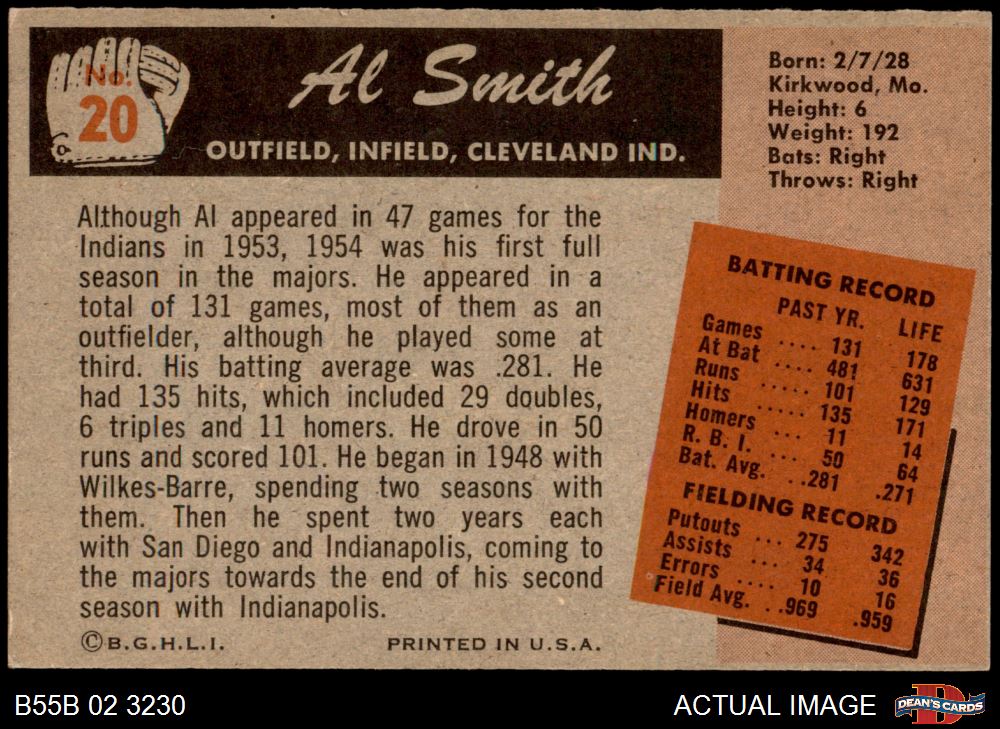 No.
20
Al Smith
OUTFIELD, INFIELD, CLEVELAND IND.
Born: 2/7/28
Kirkwood, Mo.
Height: 6
Weight: 192
Bats: Right
Throws: Right
Although Al appeared in 47 games for the
Indians in 1953, 1954 was his first full
season in the majors. He appeared in a
total of 131 games, most of them as an
outfielder, although he played some at
third. His batting average was .281. He
had 135 hits, which included 29 doubles,
6 triples and 11 homers. He drove in 50
runs and scored 101. He began in 1948 with
Wilkes-Barre, spending two seasons with
them. Then he spent two years each
with San Diego and Indianapolis, coming to
the majors towards the end of his second
season with Indianapolis.
BATTING RECORD
PAST YR. LIFE
Games .... 131 178
At Bat .... 481 631
Runs ..... 101 129
Hits ..... 135 171
Homers ... 11 14
R. B. I. .... 50 64
Bat. Avg. ..281 .271
FIELDING RECORD
Putouts ... 275 342
Assists .... 34 36
Errors .... 10 16
Field Avg. ..969 .959
©B.G.H.L.I. PRINTED IN U.S.A.
B55B 02 3230
ACTUAL IMAGE
D
DEAN'S CARDS